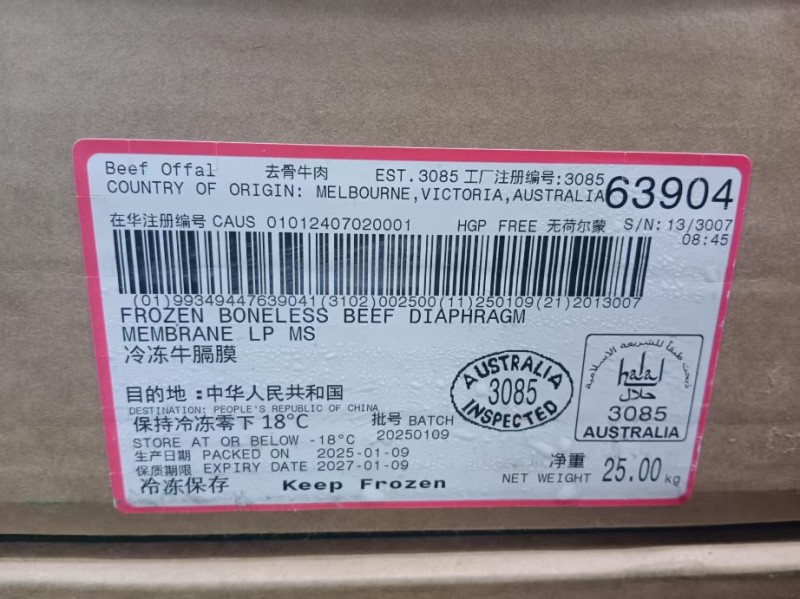 Beef Offal 去骨牛肉 EST. 3085 工厂注册编号:3085
COUNTRY OF ORIGIN: MELBOURNE,VICTORIA,AUSTRALIA 63904
在华注册编号 CAUS 01012407020001 HGP FREE 无荷尔蒙 S/N: 13/3007
08:45
(01)99349447639041(3102)002500(11)250109(21)2013007
FROZEN BONELESS BEEF DIAPHRAGM
MEMBRANE LP MS
冷冻牛膈膜
AUSTRALIA
3085
INSPECTED
ذبحت طبقا للشريعة الإسلامية
halal
حلال
3085
AUSTRALIA
目的地:中华人民共和国
DESTINATION: PEOPLE'S REPUBLIC OF CHINA
保持冷冻零下 18°C 批号 BATCH
STORE AT OR BELOW -18°C 20250109
生产日期 PACKED ON 2025-01-09
保质期限 EXPIRY DATE 2027-01-09
冷冻保存 Keep Frozen
净重
NET WEIGHT 25.00 kg